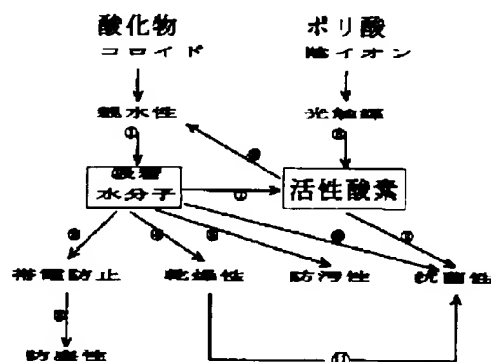 酸化物
コロイド
ポリ酸
陰イオン
親水性
光触媒
①
吸着
水分子
活性酸素
帯電防止
乾燥性
防汚性
抗菌性
防塵性